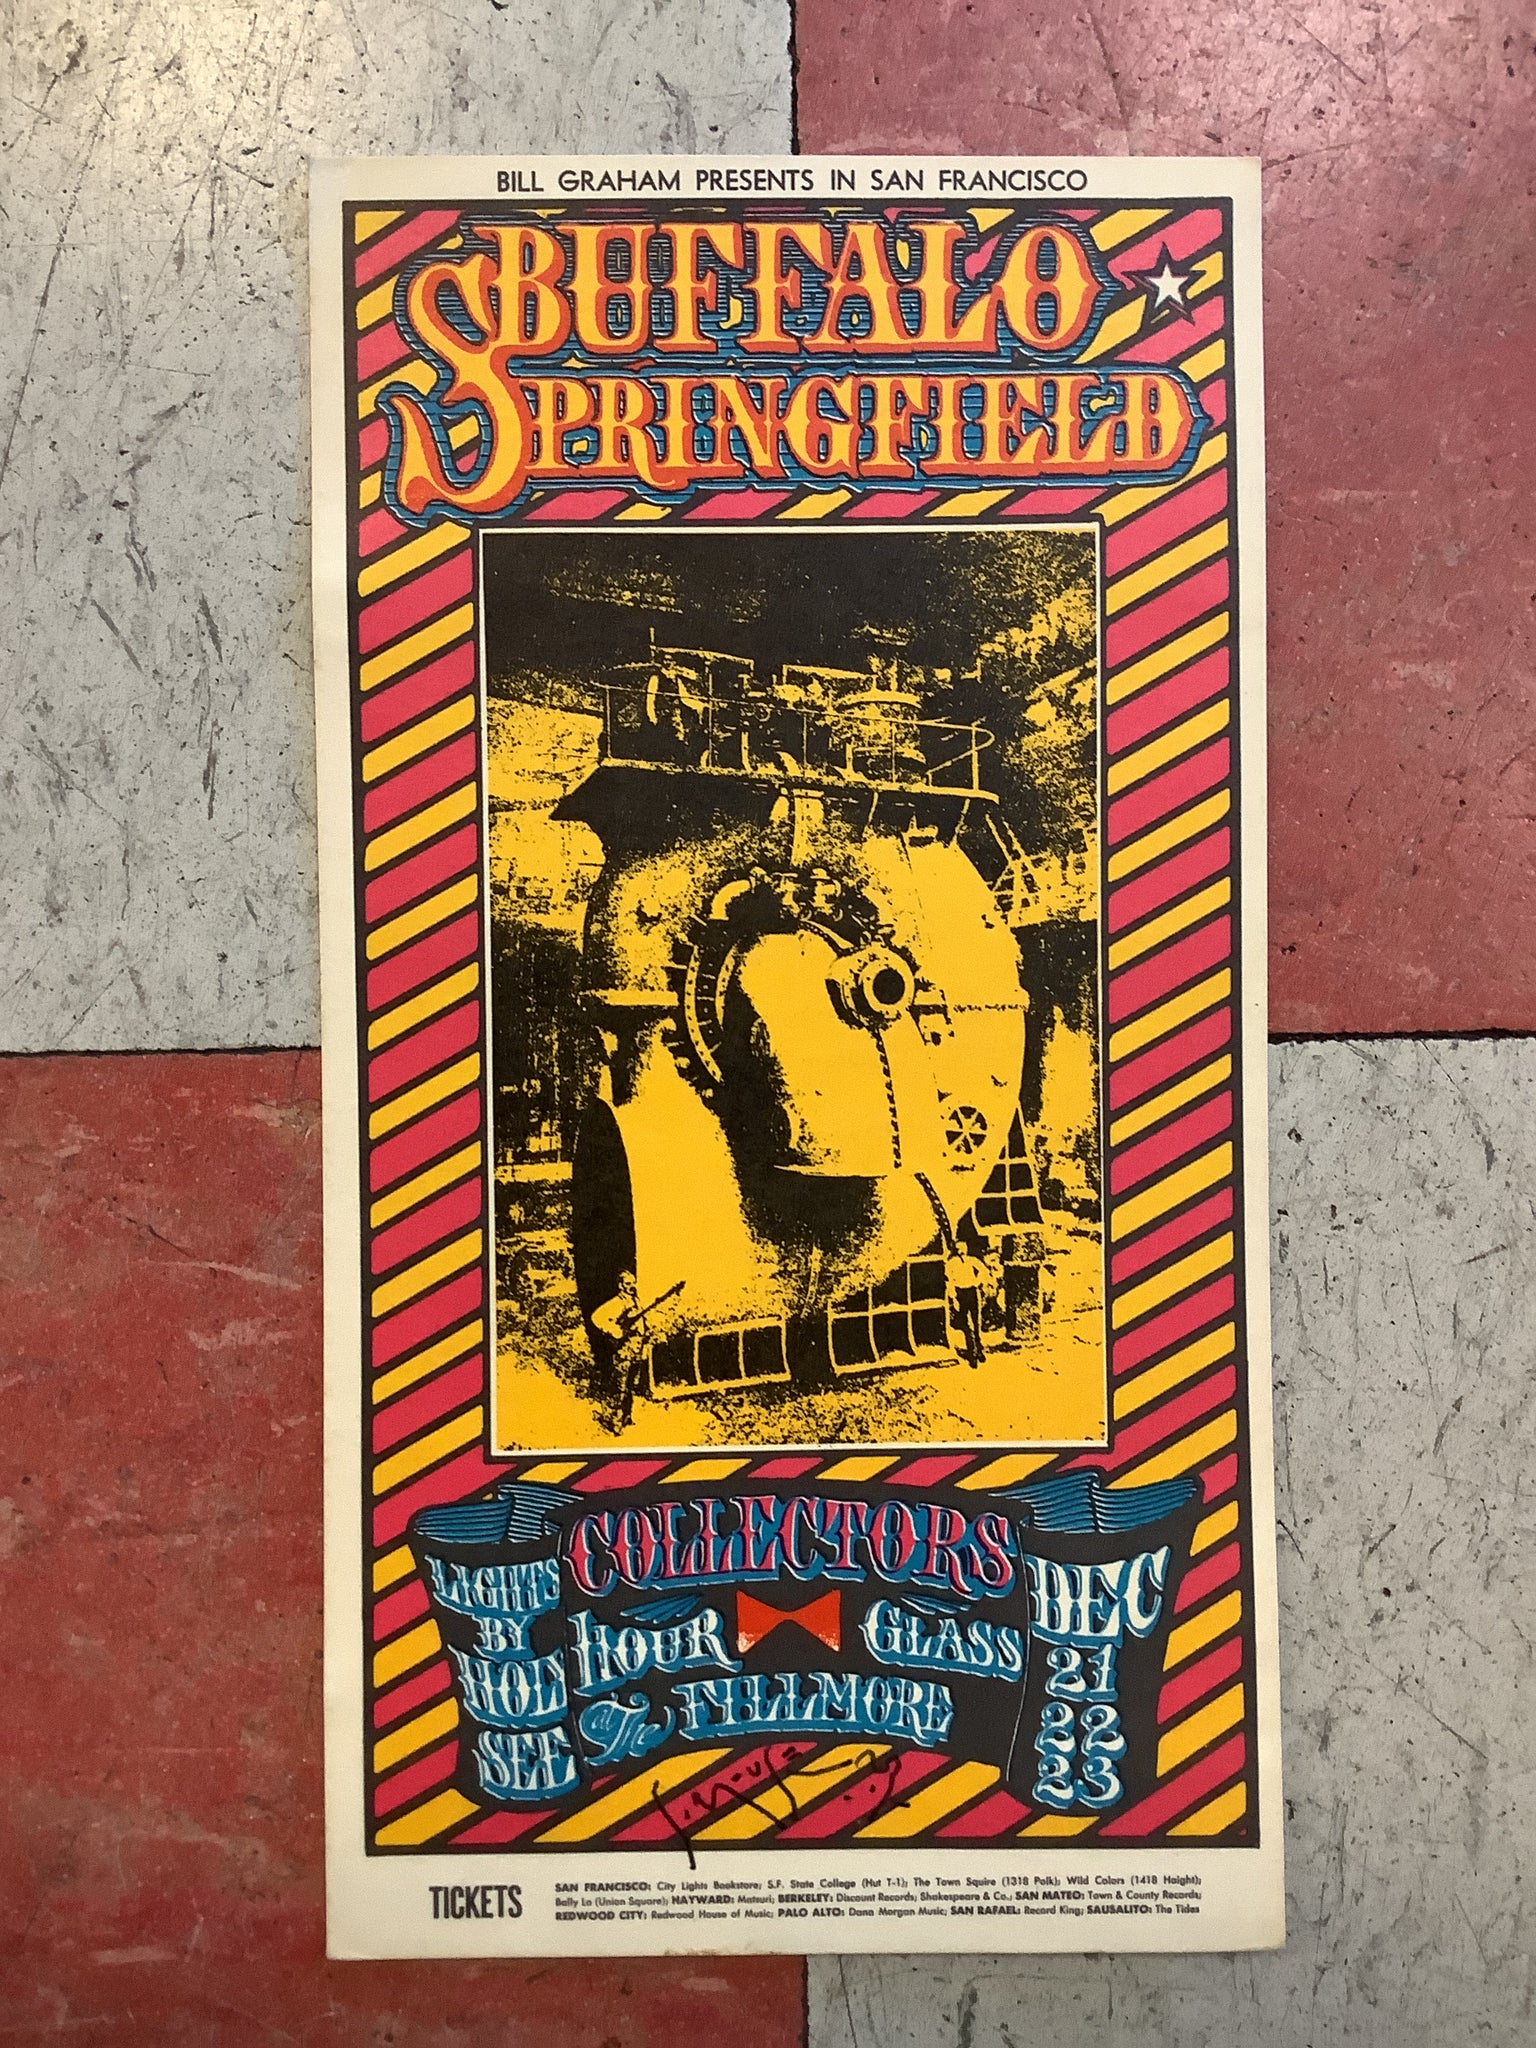 BILL GRAHAM PRESENTS IN SAN FRANCISCO
BUFFALO
SPRINGFIELD
COLLECTORS
HOUR GLASS
at The FILLMORE
LIGHTS
BY
HOLY
SEE
DEC
21
22
23
TICKETS
SAN FRANCISCO: City Lights Bookstore; S.F. State College (Hut T-1); The Town Squire (1318 Polk); Wild Colors (1418 Haight);
Bally Lo (Union Square); HAYWARD: Matsuri; BERKELEY: Discount Records; Shakespeare & Co.; SAN MATEO: Town & County Records;
REDWOOD CITY: Redwood House of Music; PALO ALTO: Dana Morgan Music; SAN RAFAEL: Record King; SAUSALITO: The Tides